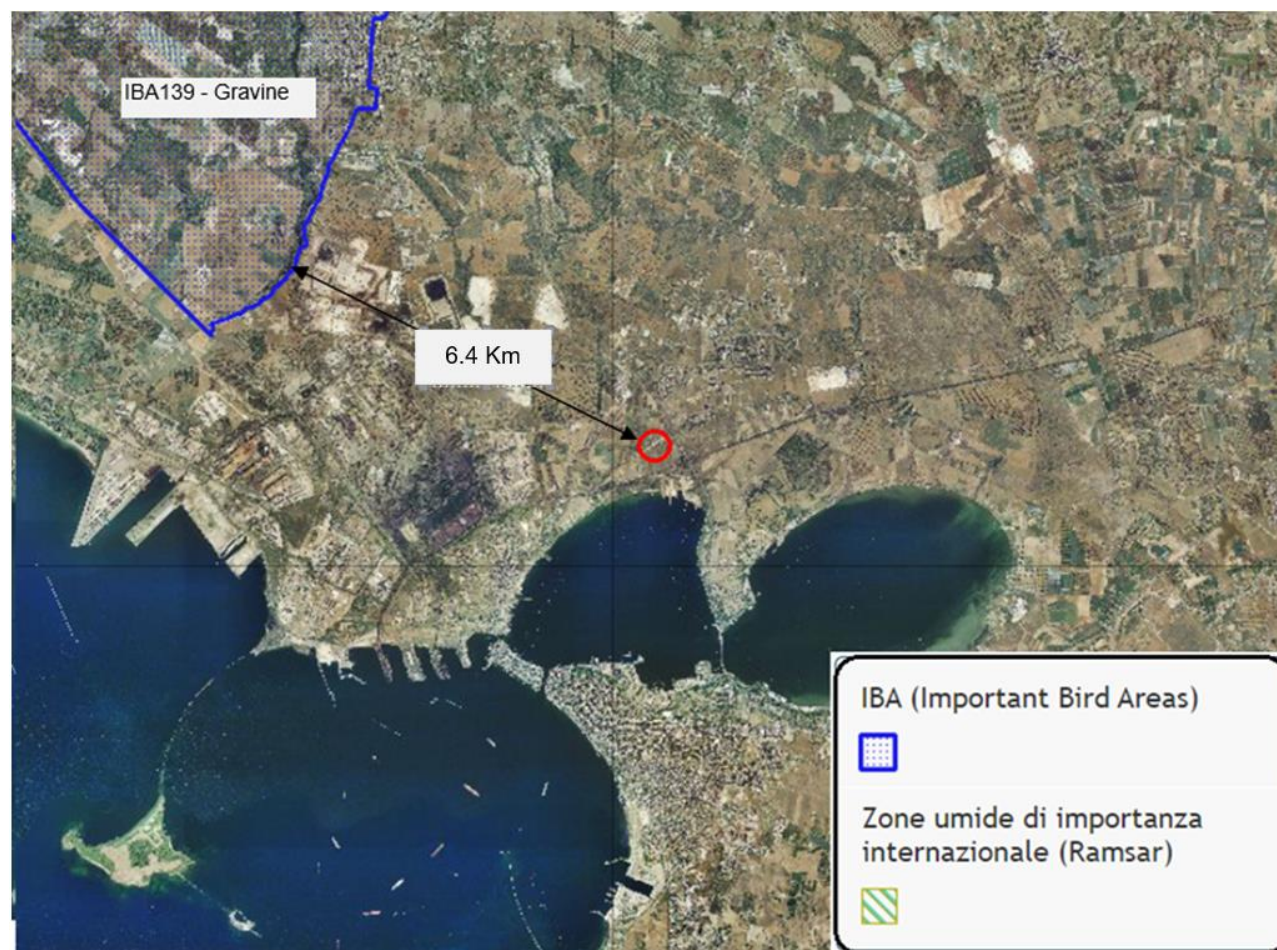 IBA139 - Gravine
6.4 Km
IBA (Important Bird Areas)
Zone umide di importanza
internazionale (Ramsar)